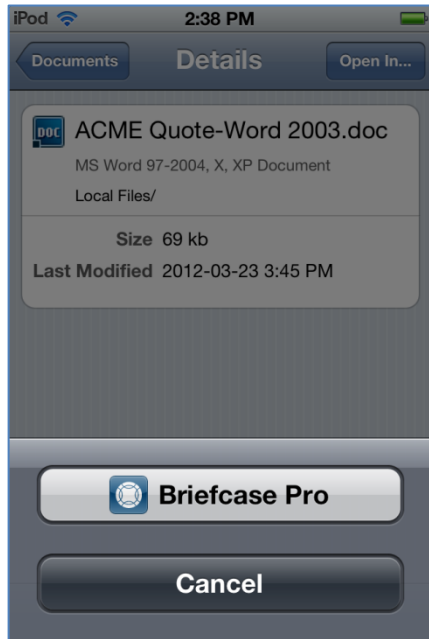 iPod 2:38 PM
Documents Details Open In...
DOC ACME Quote-Word 2003.doc
MS Word 97-2004, X, XP Document
Local Files/
Size 69 kb
Last Modified 2012-03-23 3:45 PM
Briefcase Pro
Cancel